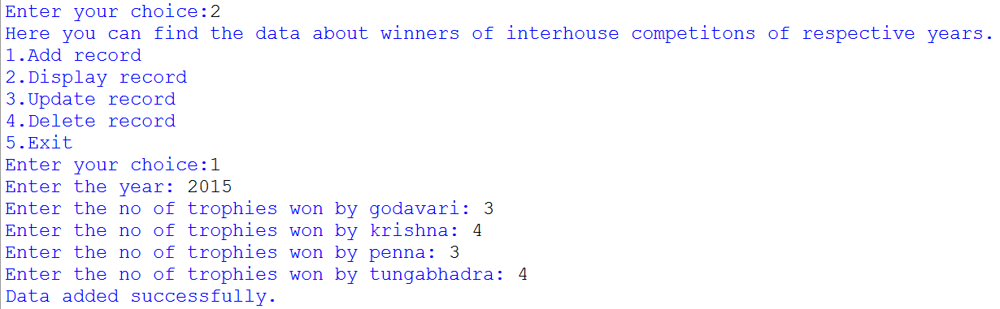 Enter your choice:2
Here you can find the data about winners of interhouse competitons of respective years.
1.Add record
2.Display record
3.Update record
4.Delete record
5.Exit
Enter your choice:1
Enter the year: 2015
Enter the no of trophies won by godavari: 3
Enter the no of trophies won by krishna: 4
Enter the no of trophies won by penna: 3
Enter the no of trophies won by tungabhadra: 4
Data added successfully.